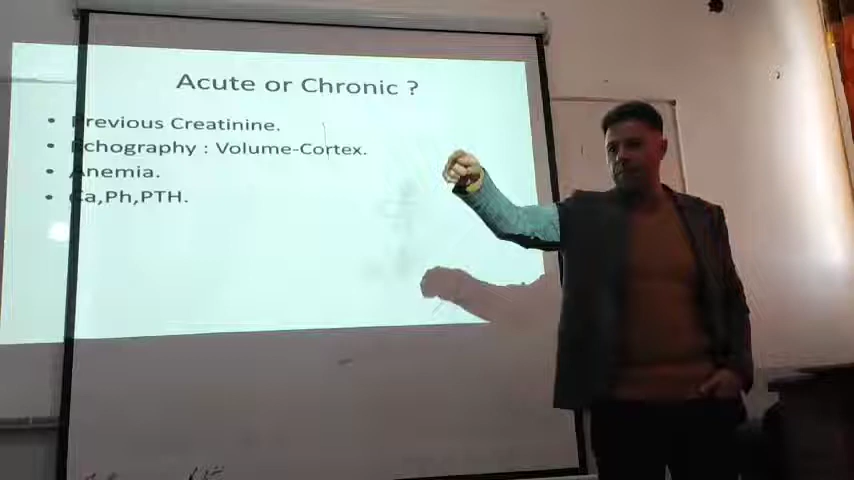 Acute or Chronic ?
• Previous Creatinine.
• Echography : Volume-Cortex.
• Anemia.
• Ca,Ph,PTH.